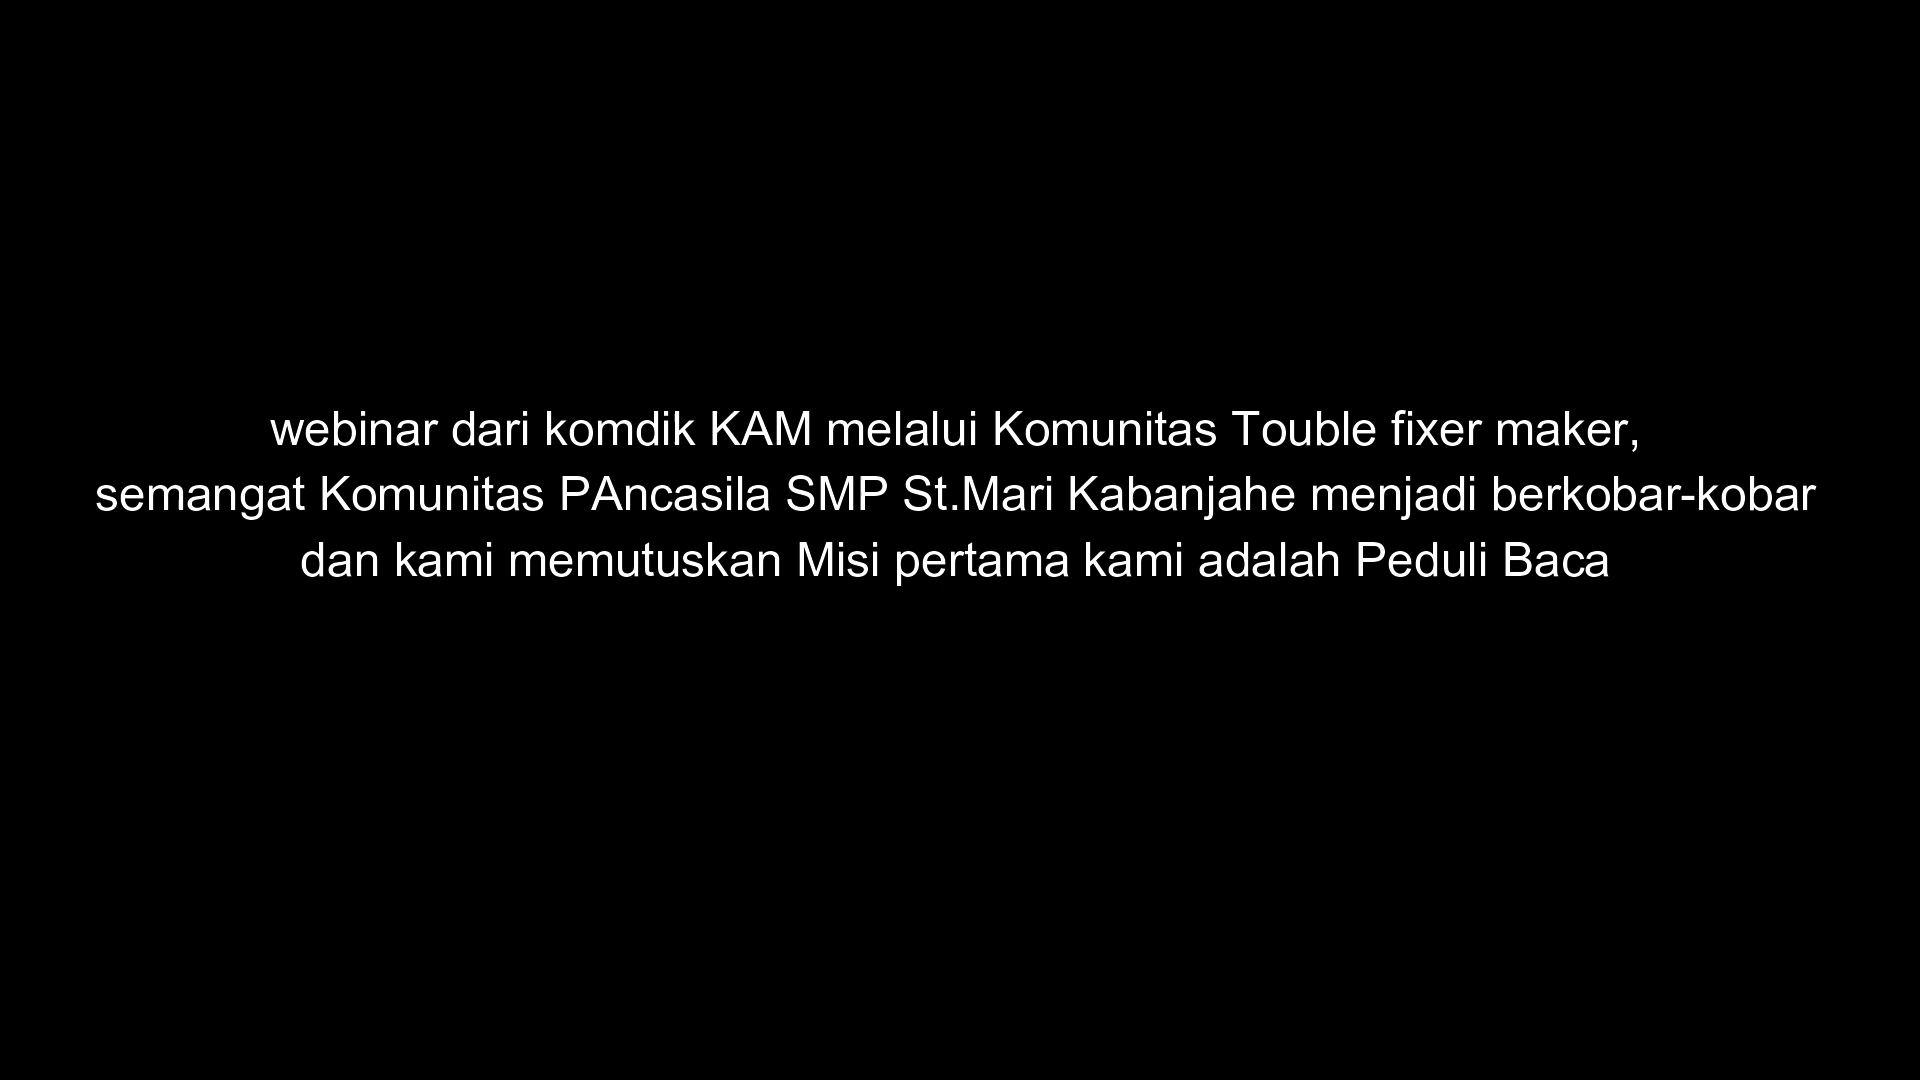 webinar dari komdik KAM melalui Komunitas Touble fixer maker,
semangat Komunitas PAncasila SMP St.Mari Kabanjahe menjadi berkobar-kobar
dan kami memutuskan Misi pertama kami adalah Peduli Baca